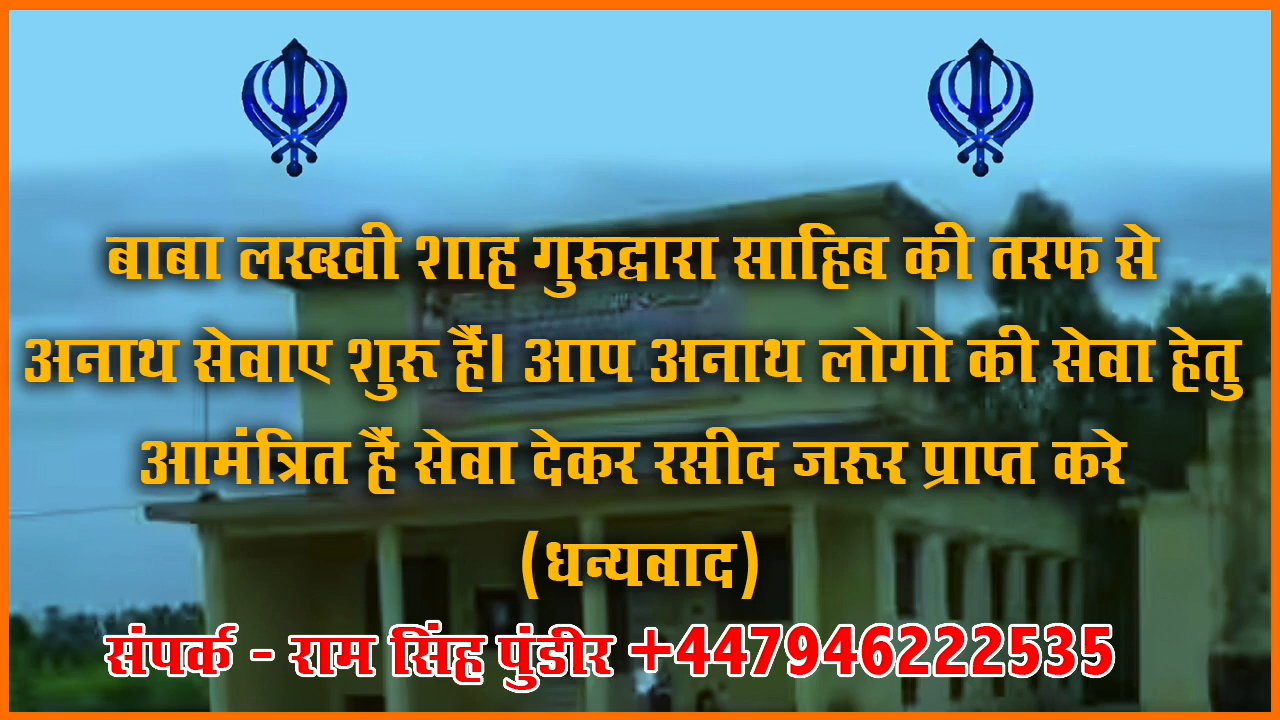 बाबा लख्खी शाह गुरुद्वारा साहिब की तरफ से
अनाथ सेवाए शुरू हैं। आप अनाथ लोगो की सेवा हेतु
आमंत्रित हैं सेवा देकर रसीद जरूर प्राप्त करे
(धन्यवाद)
संपर्क - राम सिंह पुंडीर +447946222535